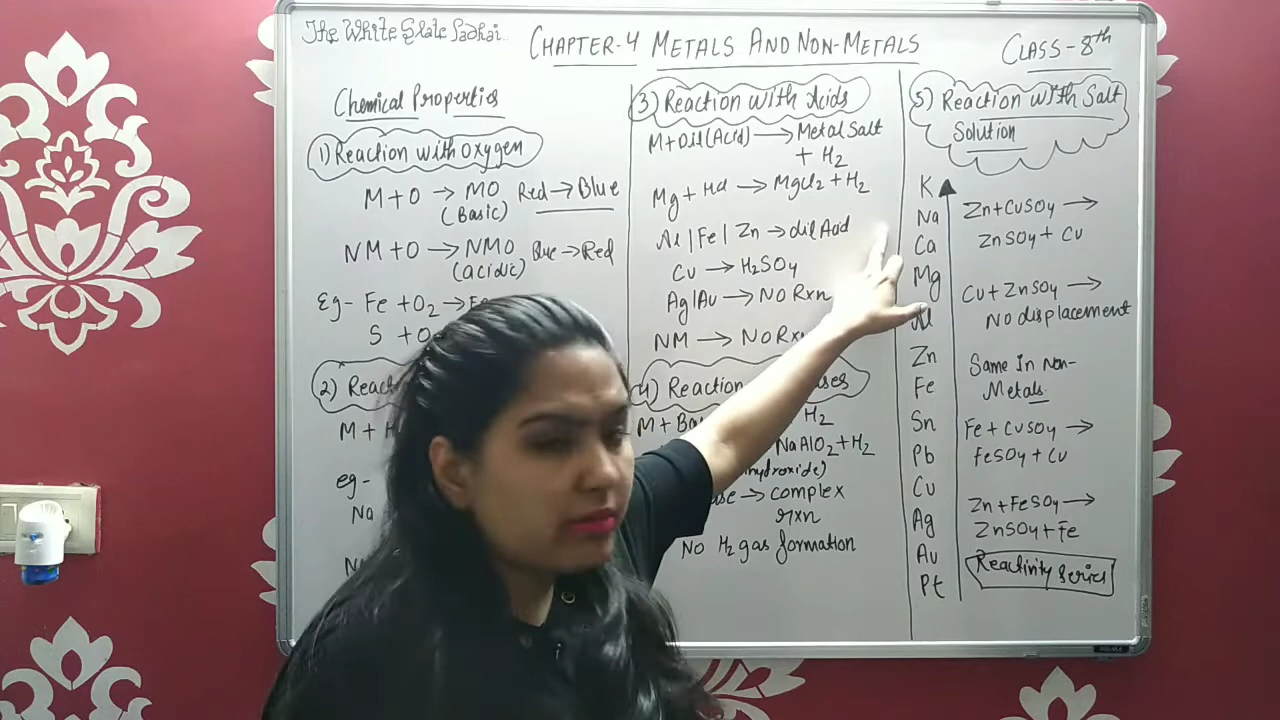 The White Slate Padhai..
CHAPTER-4 METALS AND NON-METALS
CLASS-8th
Chemical Properties
1) Reaction with oxygen
M + O → MO Red → Blue
(Basic)
NM + O → NMO Blue → Red
(acidic)
Eg- Fe + O2 →
S + O
2) Reac
M + H
eg-
Na
3) Reaction with Acids
M + Dil(Acid) → Metal Salt
+ H2
Mg + Hcl → Mgcl2 + H2
Al | Fe | Zn → dil Acid
Cu → H2SO4
Ag | Au → NO Rxn
NM → NO Rx
4) Reaction ses
M + Ba H2
NaAlO2 + H2
hydroxide)
se → complex
rxn
No H2 gas formation
5) Reaction with Salt
Solution
K
Na
Ca
Mg
Al
Zn
Fe
Sn
Pb
Cu
Ag
Au
Pt
Zn + CuSO4 →
ZnSO4 + Cu
Cu + ZnSO4 →
No displacement
Same In Non-
Metals.
Fe + CuSO4 →
FeSO4 + Cu
Zn + FeSO4 →
ZnSO4 + Fe
Reactivity Series